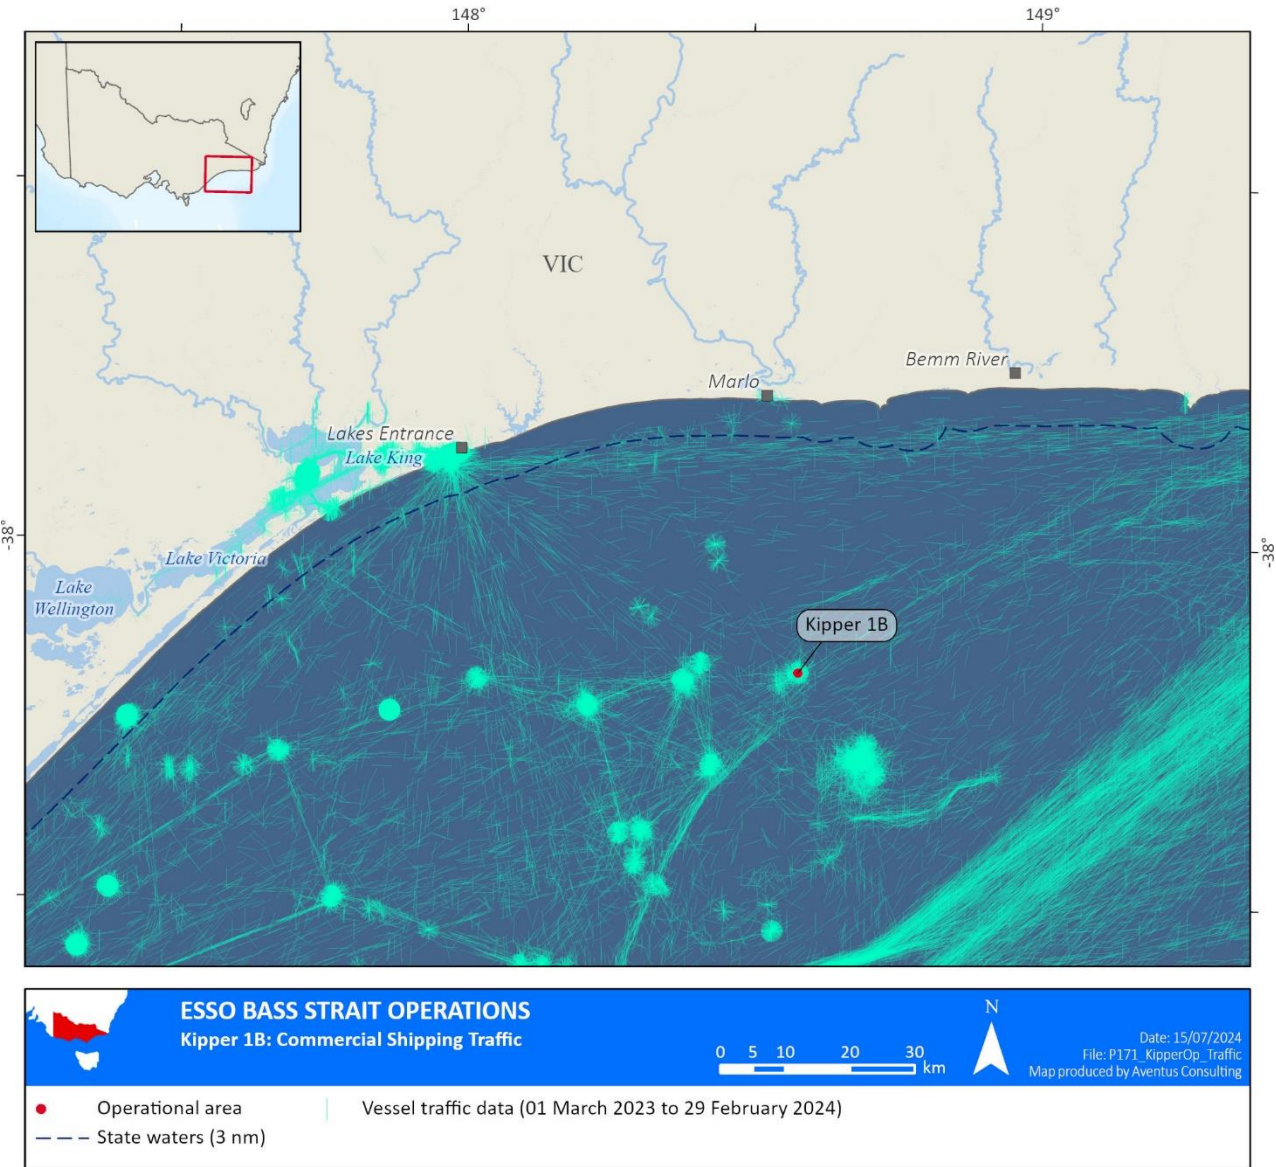 148°
149°
VIC
Bemm River
Marlo
Lakes Entrance
Lake King
-38°
-38°
Lake Victoria
Lake
Wellington
Kipper 1B
ESSO BASS STRAIT OPERATIONS
Kipper 1B: Commercial Shipping Traffic
0 5 10 20 30
km
N
Date: 15/07/2024
File: P171_KipperOp_Traffic
Map produced by Aventus Consulting
Operational area
Vessel traffic data (01 March 2023 to 29 February 2024)
State waters (3 nm)